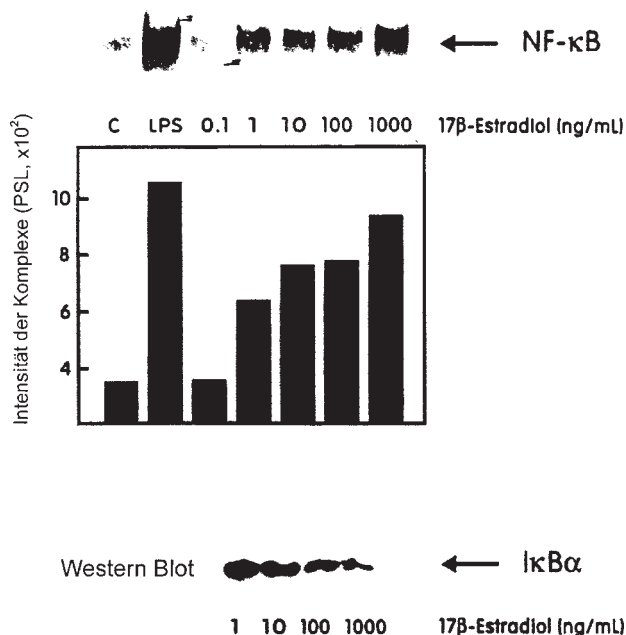 NF-κB
C LPS 0.1 1 10 100 1000 17β-Estradiol (ng/mL)
Intensität der Komplexe (PSL, x10²)
10
8
6
4
Western Blot IκBα
1 10 100 1000 17β-Estradiol (ng/mL)